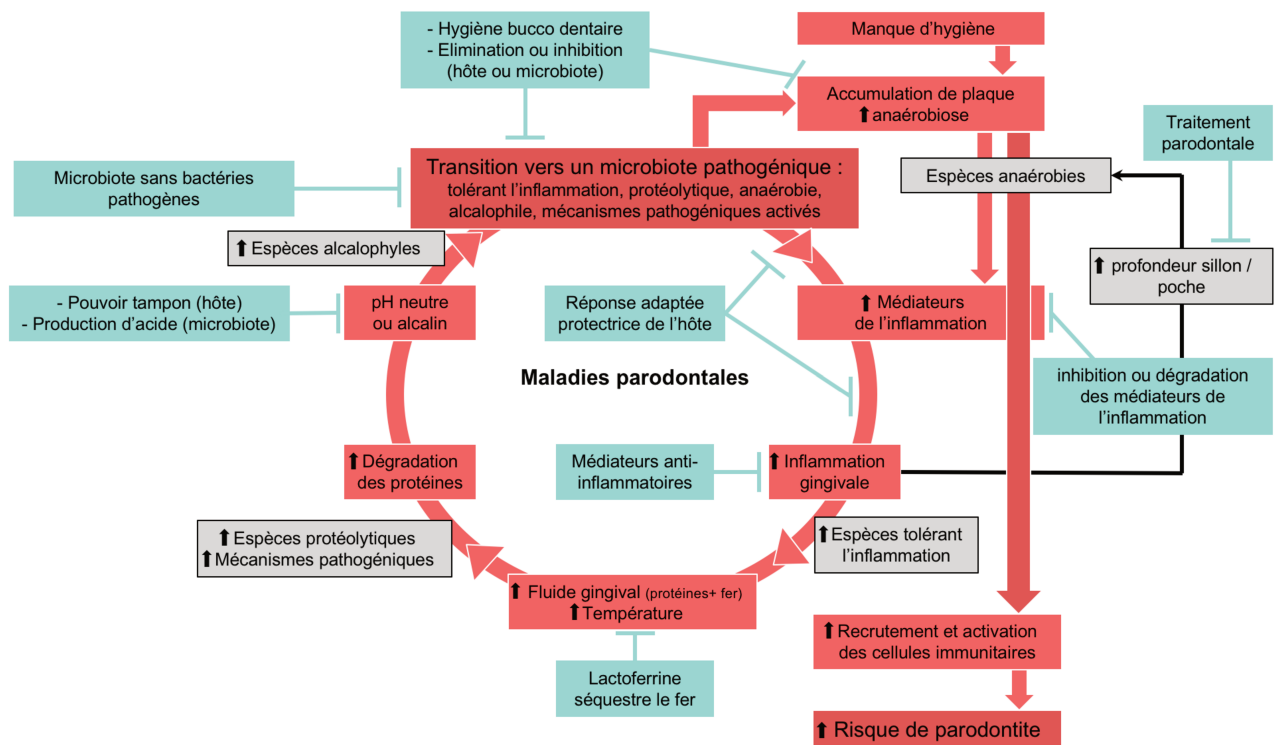 - Hygiène bucco dentaire
- Elimination ou inhibition
(hôte ou microbiote)
Manque d'hygiène
Accumulation de plaque
⬆ anaérobiose
Traitement
parodontale
Microbiote sans bactéries
pathogènes
Transition vers un microbiote pathogénique :
tolérant l'inflammation, protéolytique, anaérobie,
alcalophile, mécanismes pathogéniques activés
Espèces anaérobies
⬆ Espèces alcalophyles
⬆ profondeur sillon /
poche
- Pouvoir tampon (hôte)
- Production d'acide (microbiote)
pH neutre
ou alcalin
Réponse adaptée
protectrice de l'hôte
⬆ Médiateurs
de l'inflammation
Maladies parodontales
inhibition ou dégradation
des médiateurs de
l'inflammation
⬆ Dégradation
des protéines
Médiateurs anti-
inflammatoires
⬆ Inflammation
gingivale
⬆ Espèces protéolytiques
⬆ Mécanismes pathogéniques
⬆ Espèces tolérant
l'inflammation
⬆ Fluide gingival (protéines+ fer)
⬆ Température
⬆ Recrutement et activation
des cellules immunitaires
Lactoferrine
séquestre le fer
⬆ Risque de parodontite